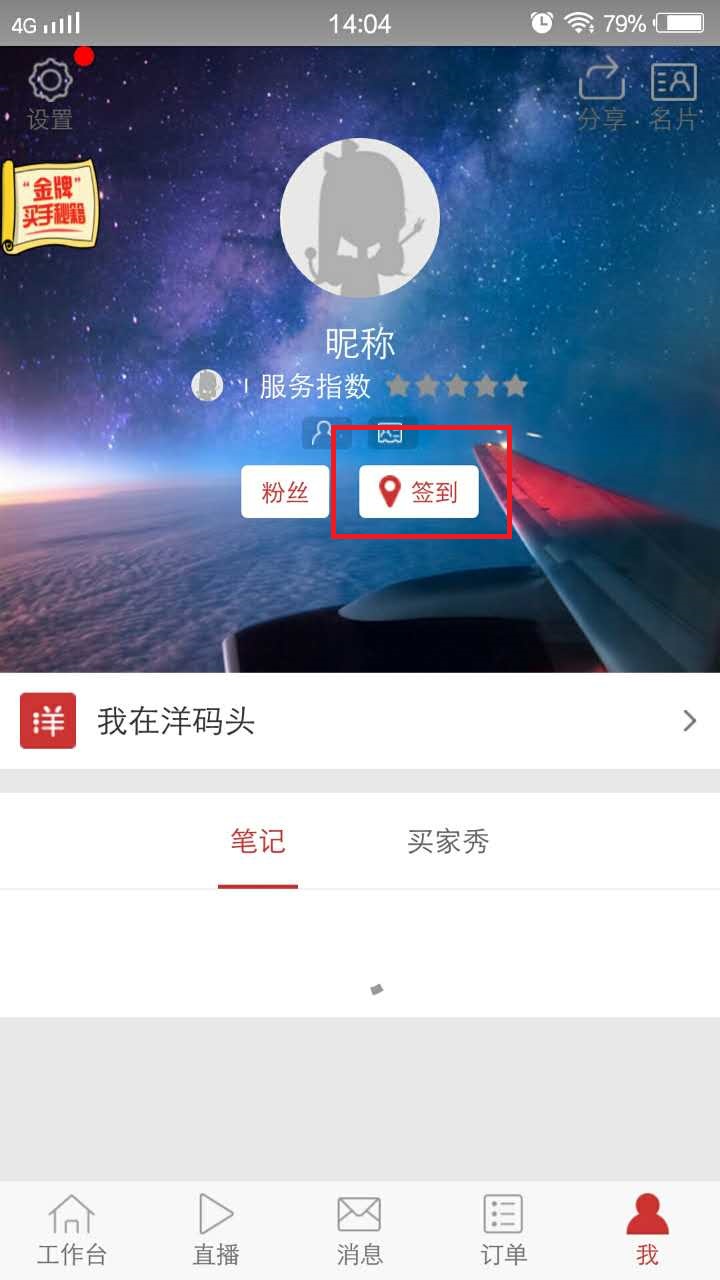 4G 14:04 79%
设置 分享 名片
“金牌”
买手秘籍
昵称
服务指数
粉丝 签到
洋 我在洋码头
笔记 买家秀
工作台 直播 消息 订单 我